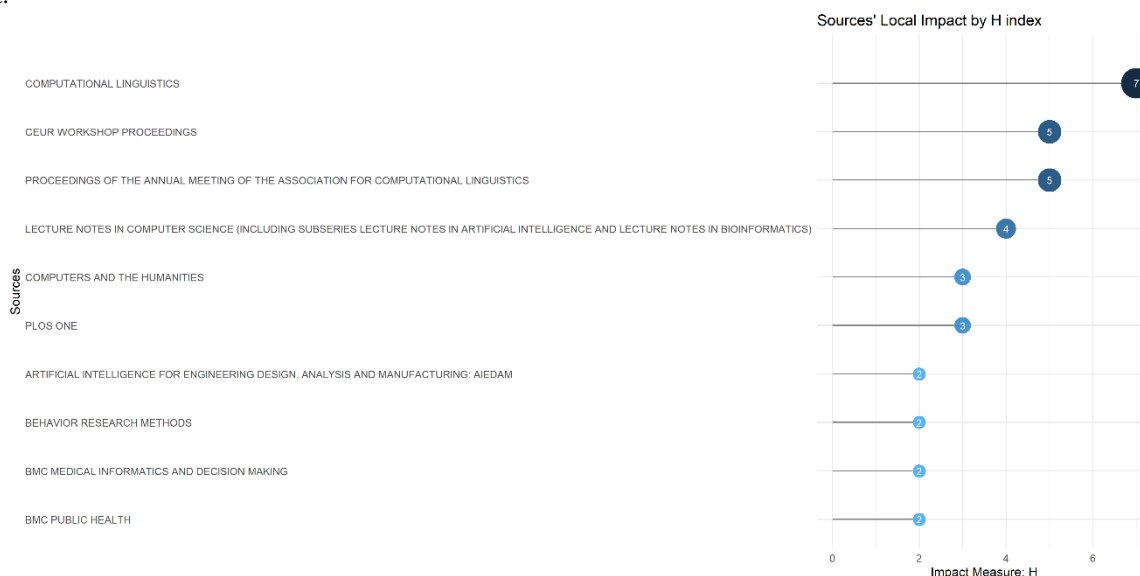 Sources' Local Impact by H index
COMPUTATIONAL LINGUISTICS
7
CEUR WORKSHOP PROCEEDINGS
5
PROCEEDINGS OF THE ANNUAL MEETING OF THE ASSOCIATION FOR COMPUTATIONAL LINGUISTICS
5
LECTURE NOTES IN COMPUTER SCIENCE (INCLUDING SUBSERIES LECTURE NOTES IN ARTIFICIAL INTELLIGENCE AND LECTURE NOTES IN BIOINFORMATICS)
4
Sources
COMPUTERS AND THE HUMANITIES
3
PLOS ONE
3
ARTIFICIAL INTELLIGENCE FOR ENGINEERING DESIGN, ANALYSIS AND MANUFACTURING: AIEDAM
2
BEHAVIOR RESEARCH METHODS
2
BMC MEDICAL INFORMATICS AND DECISION MAKING
2
BMC PUBLIC HEALTH
2
0 2 4 6
Impact Measure: H